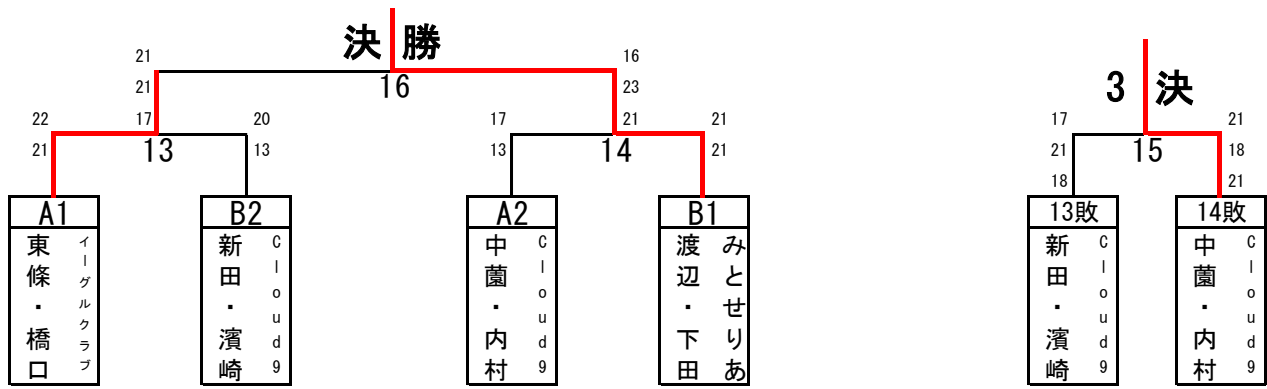 決勝
21 16
16
21 23
17 21
3決
22 20 17 21
21 13 13 21
13
14
17 21
21 18
15
18 21
A1
B2
A2
B1
13敗
14敗
東條・橋口
イーグルクラブ
新田・濱崎
Cloud9
中薗・内村
Cloud9
渡辺・下田
みとせりあ
新田・濱崎
Cloud9
中薗・内村
Cloud9